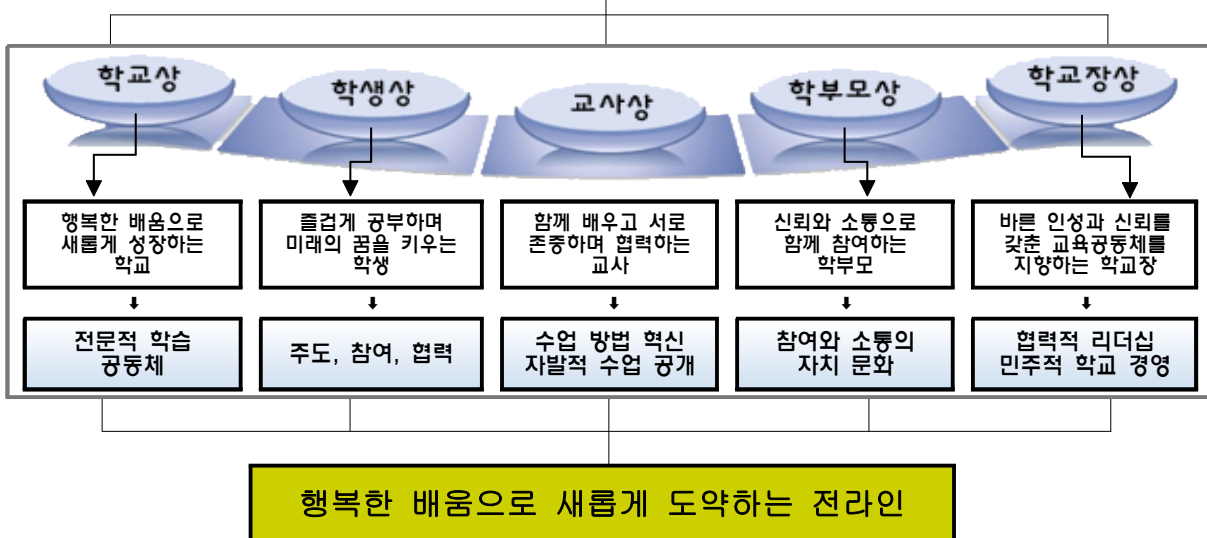 학교상
학생상
교사상
학부모상
학교장상
행복한 배움으로
새롭게 성장하는
학교
즐겁게 공부하며
미래의 꿈을 키우는
학생
함께 배우고 서로
존중하며 협력하는
교사
신뢰와 소통으로
함께 참여하는
학부모
바른 인성과 신뢰를
갖춘 교육공동체를
지향하는 학교장
전문적 학습
공동체
주도, 참여, 협력
수업 방법 혁신
자발적 수업 공개
참여와 소통의
자치 문화
협력적 리더십
민주적 학교 경영
행복한 배움으로 새롭게 도약하는 전라인